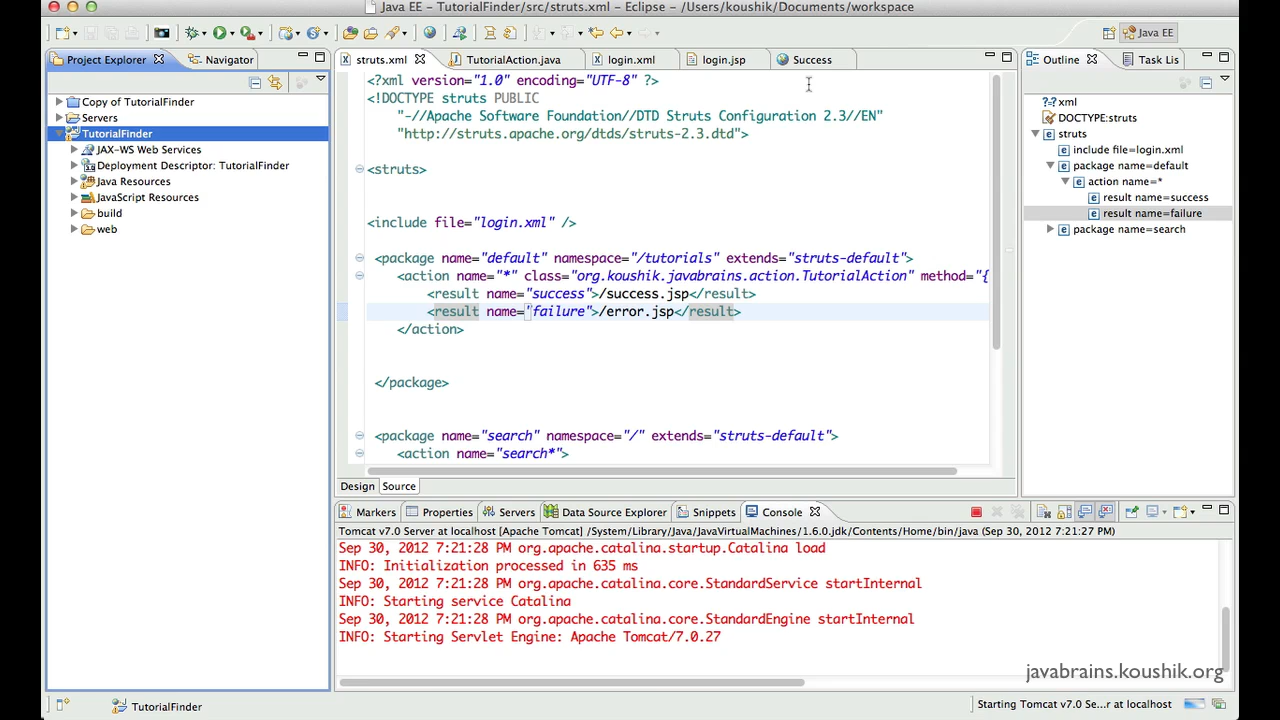 Java EE - TutorialFinder/src/struts.xml - Eclipse - /Users/koushik/Documents/workspace
Java EE
Project Explorer
Navigator
struts.xml
TutorialAction.java
login.xml
login.jsp
Success
Outline
Task List
Copy of TutorialFinder
Servers
TutorialFinder
JAX-WS Web Services
Deployment Descriptor: TutorialFinder
Java Resources
JavaScript Resources
build
web
<?xml version="1.0" encoding="UTF-8" ?>
<!DOCTYPE struts PUBLIC
"-//Apache Software Foundation//DTD Struts Configuration 2.3//EN"
"http://struts.apache.org/dtds/struts-2.3.dtd">
<struts>
<include file="login.xml" />
<package name="default" namespace="/tutorials" extends="struts-default">
<action name="*" class="org.koushik.javabrains.action.TutorialAction" method="{
<result name="success">/success.jsp</result>
<result name="failure">/error.jsp</result>
</action>
</package>
<package name="search" namespace="/" extends="struts-default">
<action name="search*">
Design
Source
xml
DOCTYPE:struts
struts
include file=login.xml
package name=default
action name=*
result name=success
result name=failure
package name=search
Markers
Properties
Servers
Data Source Explorer
Snippets
Console
Tomcat v7.0 Server at localhost [Apache Tomcat] /System/Library/Java/JavaVirtualMachines/1.6.0.jdk/Contents/Home/bin/java (Sep 30, 2012 7:21:27 PM)
Sep 30, 2012 7:21:28 PM org.apache.catalina.startup.Catalina load
INFO: Initialization processed in 635 ms
Sep 30, 2012 7:21:28 PM org.apache.catalina.core.StandardService startInternal
INFO: Starting service Catalina
Sep 30, 2012 7:21:28 PM org.apache.catalina.core.StandardEngine startInternal
INFO: Starting Servlet Engine: Apache Tomcat/7.0.27
javabrains.koushik.org
TutorialFinder
Starting Tomcat v7.0 Se...r at localhost